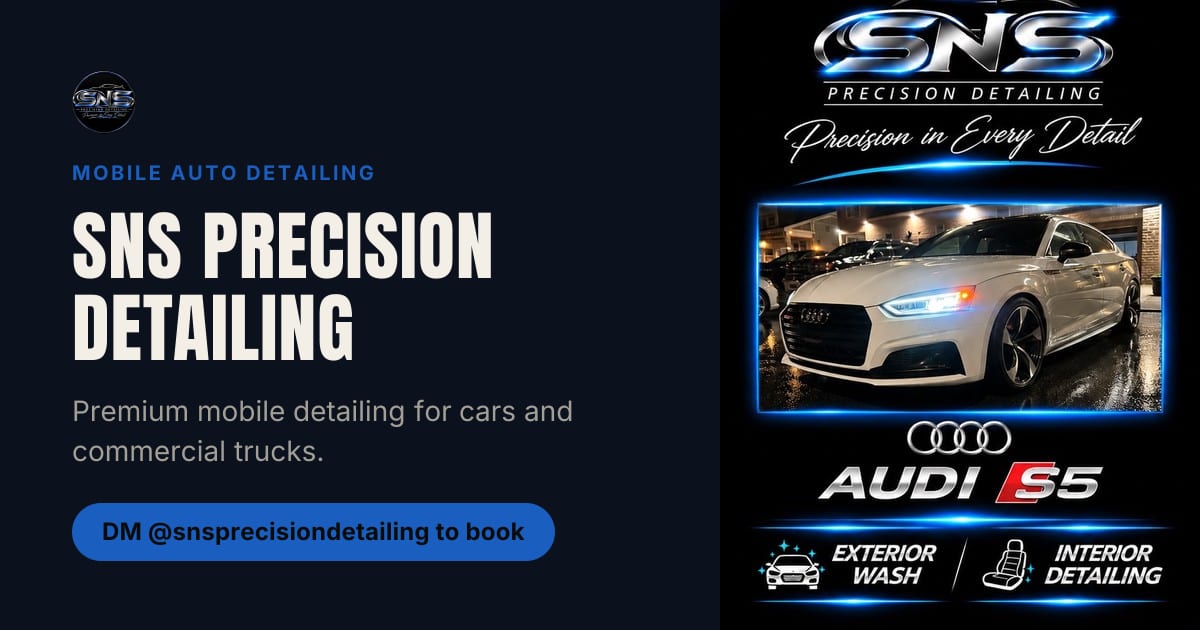 SNS
MOBILE AUTO DETAILING
SNS PRECISION
DETAILING
Premium mobile detailing for cars and
commercial trucks.
DM @snsprecisiondetailing to book
SNS
PRECISION DETAILING
Precision in Every Detail
AUDI S5
EXTERIOR
WASH
INTERIOR
DETAILING